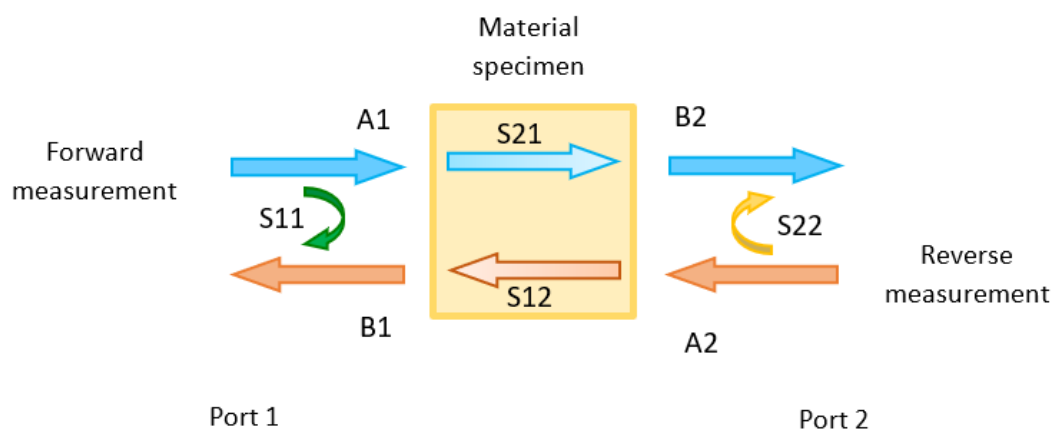 Material
specimen
A1
B2
S21
Forward
measurement
S11
S22
Reverse
measurement
S12
B1
A2
Port 1
Port 2